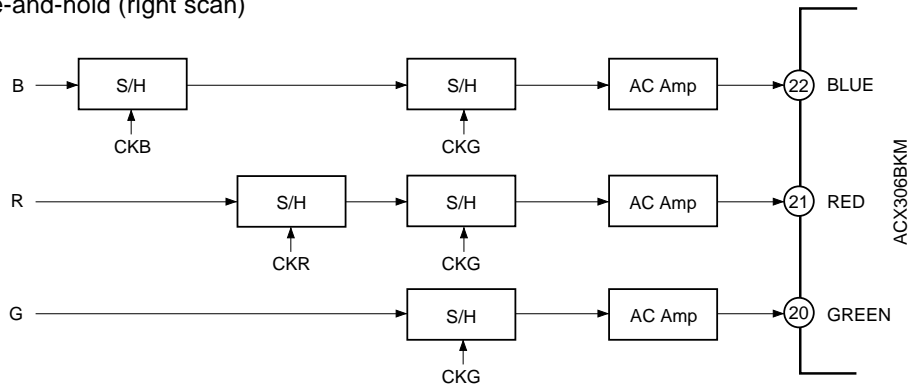 e-and-hold (right scan)
B S/H S/H AC Amp 22 BLUE
CKB CKG
R S/H S/H AC Amp 21 RED
CKR CKG
G S/H AC Amp 20 GREEN
CKG
ACX306BKM